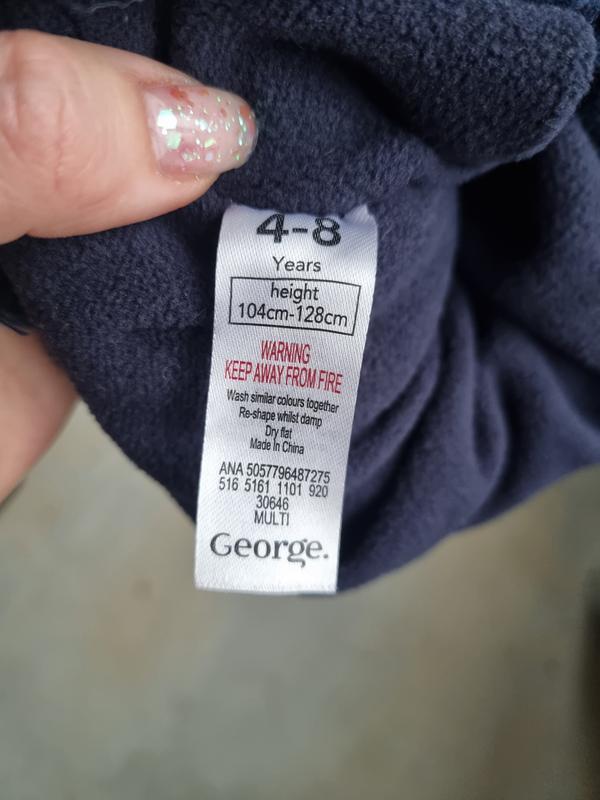 4-8
Years
height
104cm-128cm
WARNING
KEEP AWAY FROM FIRE
Wash similar colours together
Re-shape whilst damp
Dry flat
Made In China
ANA 5057796487275
516 5161 1101 920
30646
MULTI
George.